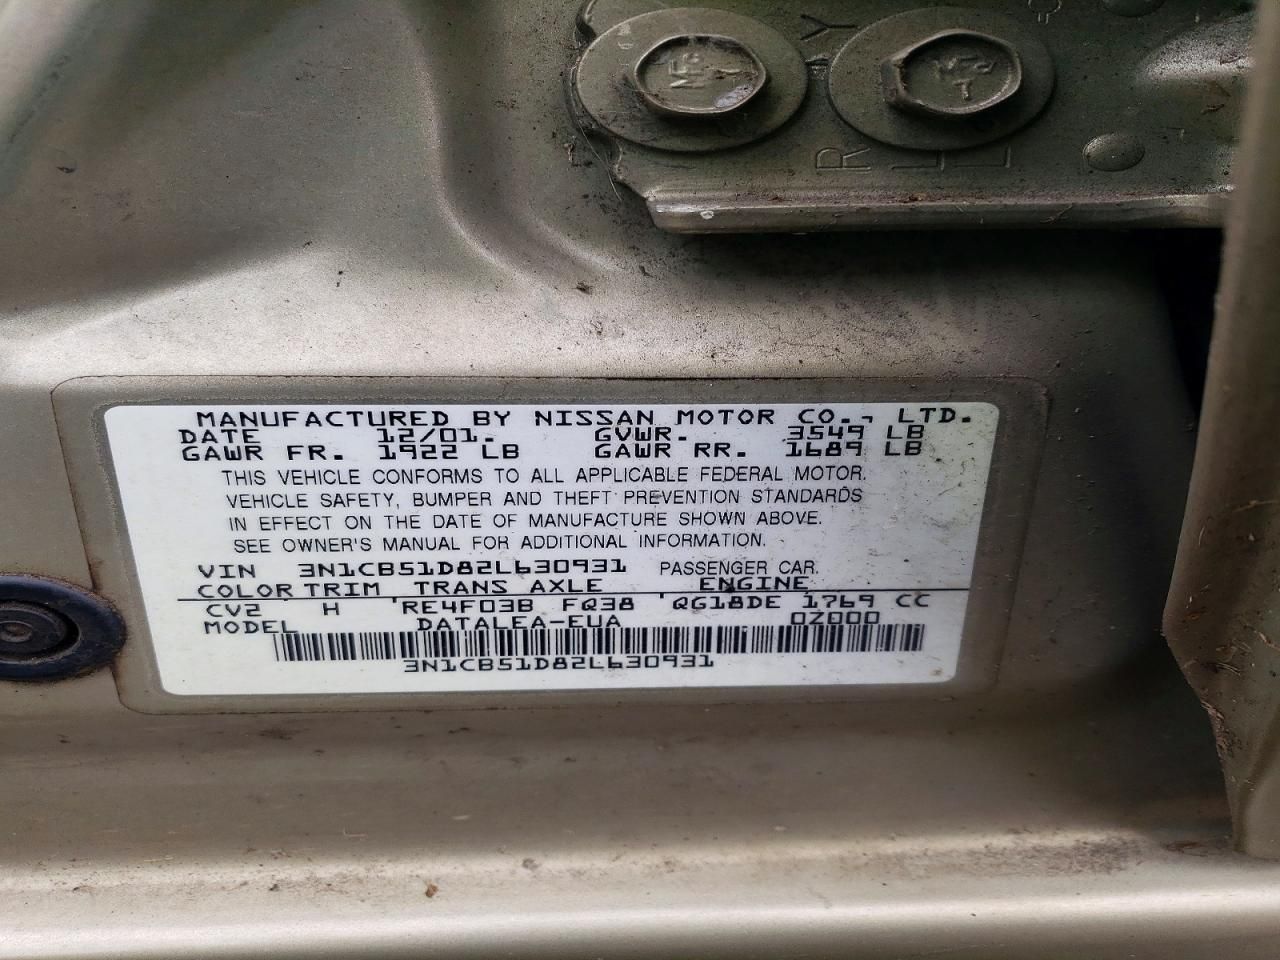 MANUFACTURED BY NISSAN MOTOR CO., LTD.
DATE 12/01. GVWR. 3549 LB
GAWR FR. 1922 LB GAWR RR. 1689 LB
THIS VEHICLE CONFORMS TO ALL APPLICABLE FEDERAL MOTOR.
VEHICLE SAFETY, BUMPER AND THEFT PREVENTION STANDARDS
IN EFFECT ON THE DATE OF MANUFACTURE SHOWN ABOVE.
SEE OWNER'S MANUAL FOR ADDITIONAL INFORMATION.
VIN 3N1CB51D82L630931 PASSENGER CAR.
COLOR TRIM TRANS AXLE ENGINE
CV2 H RE4F03B FQ38 QG18DE 1769 CC
MODEL DATALEA-EUA 0Z000
3N1CB51D82L630931